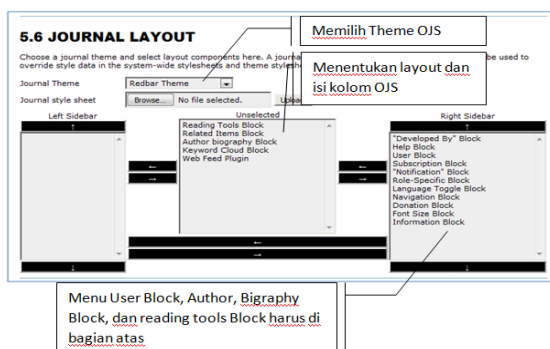 5.6 JOURNAL LAYOUT
Memilih Theme OJS
Choose a journal theme and select layout components here. A journal
be used to
override style data in the system-wide stylesheets and theme
Menentukan layout dan
isi kolom OJS
Journal Theme
Redbar Theme
Journal style sheet
Browse... No file selected.
Left Sidebar
Unselected
Right Sidebar
Reading Tools Block
Related Items Block
Author biography Block
Keyword Cloud Block
Web Feed Plugin
"Developed By" Block
Help Block
User Block
Subscription Block
"Notification" Block
Role-Specific Block
Language Toggle Block
Navigation Block
Donation Block
Font Size Block
Information Block
Menu User Block, Author, Bigraphy
Block, dan reading tools Block harus di
bagian atas